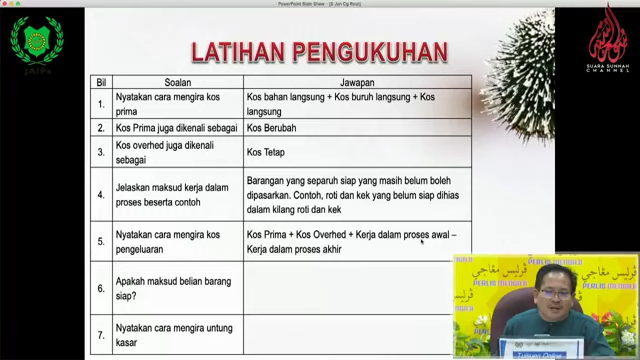 PowerPoint Slide Show - [8 Jun Cg Rosli]
JAIPs
SUARA SUNNAH
CHANNEL
LATIHAN PENGUKUHAN
Bil Soalan Jawapan
1. Nyatakan cara mengira kos prima Kos bahan langsung + Kos buruh langsung + Kos langsung
2. Kos Prima juga dikenali sebagai Kos Berubah
3. Kos overhed juga dikenali sebagai Kos Tetap
4. Jelaskan maksud kerja dalam proses beserta contoh Barangan yang separuh siap yang masih belum boleh dipasarkan. Contoh, roti dan kek yang belum siap dihias dalam kilang roti dan kek
5. Nyatakan cara mengira kos pengeluaran Kos Prima + Kos Overhed + Kerja dalam proses awal – Kerja dalam proses akhir
6. Apakah maksud belian barang siap?
7. Nyatakan cara mengira untung kasar
ڤرليس مڠاجي
PERLIS MENGAJI
Tuisyen Online